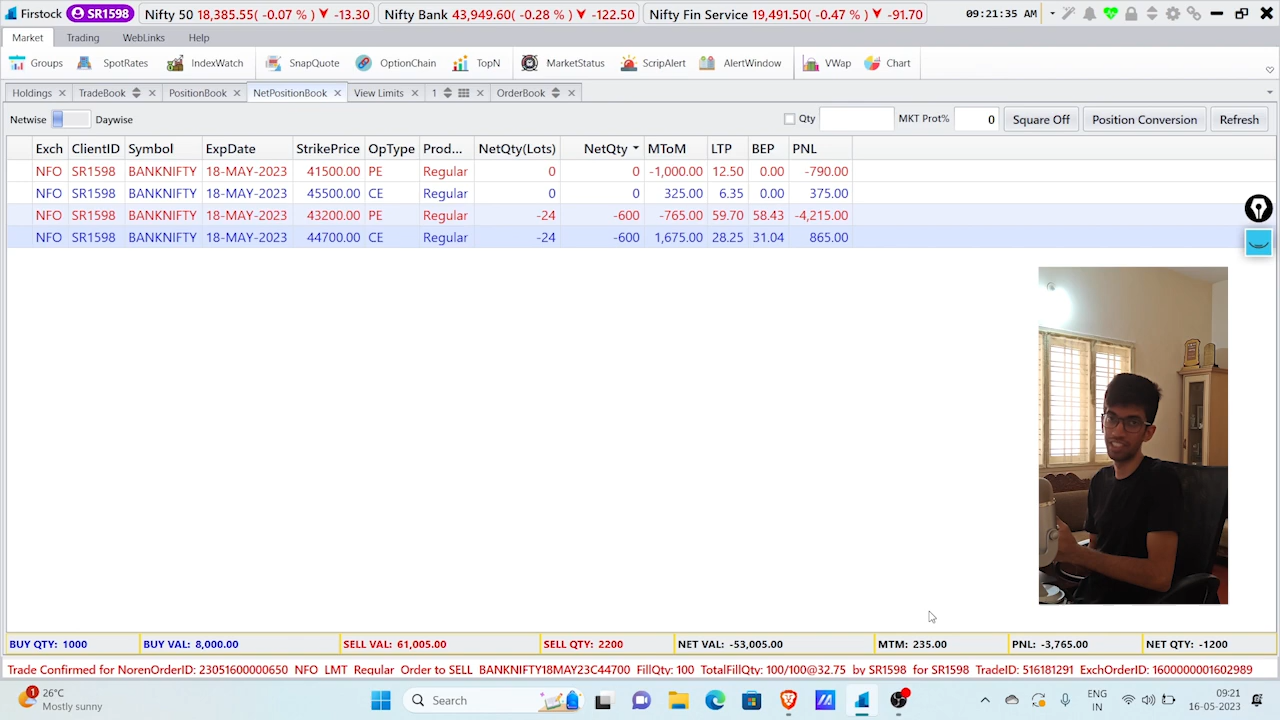 Firstock SR1598 Nifty 50 18,385.55( -0.07 % ) -13.30 Nifty Bank 43,949.60( -0.28 % ) -122.50 Nifty Fin Service 19,491.50( -0.47 % ) -91.70 09:21:35 AM
Market Trading WebLinks Help
Groups SpotRates IndexWatch SnapQuote OptionChain TopN MarketStatus ScripAlert AlertWindow VWap Chart
Holdings TradeBook PositionBook NetPositionBook View Limits 1 OrderBook
Netwise Daywise Qty MKT Prot% 0 Square Off Position Conversion Refresh
Exch ClientID Symbol ExpDate StrikePrice OpType Prod... NetQty(Lots) NetQty MToM LTP BEP PNL
NFO SR1598 BANKNIFTY 18-MAY-2023 41500.00 PE Regular 0 0 -1,000.00 12.50 0.00 -790.00
NFO SR1598 BANKNIFTY 18-MAY-2023 45500.00 CE Regular 0 0 325.00 6.35 0.00 375.00
NFO SR1598 BANKNIFTY 18-MAY-2023 43200.00 PE Regular -24 -600 -765.00 59.70 58.43 -4,215.00
NFO SR1598 BANKNIFTY 18-MAY-2023 44700.00 CE Regular -24 -600 1,675.00 28.25 31.04 865.00
BUY QTY: 1000 BUY VAL: 8,000.00 SELL VAL: 61,005.00 SELL QTY: 2200 NET VAL: -53,005.00 MTM: 235.00 PNL: -3,765.00 NET QTY: -1200
Trade Confirmed for NorenOrderID: 23051600000650 NFO LMT Regular Order to SELL BANKNIFTY18MAY23C44700 FillQty: 100 TotalFillQty: 100/100@32.75 by SR1598 for SR1598 TradeID: 516181291 ExchOrderID: 1600000001602989
1 26°C
Mostly sunny
Search
ENG
IN
09:21
16-05-2023